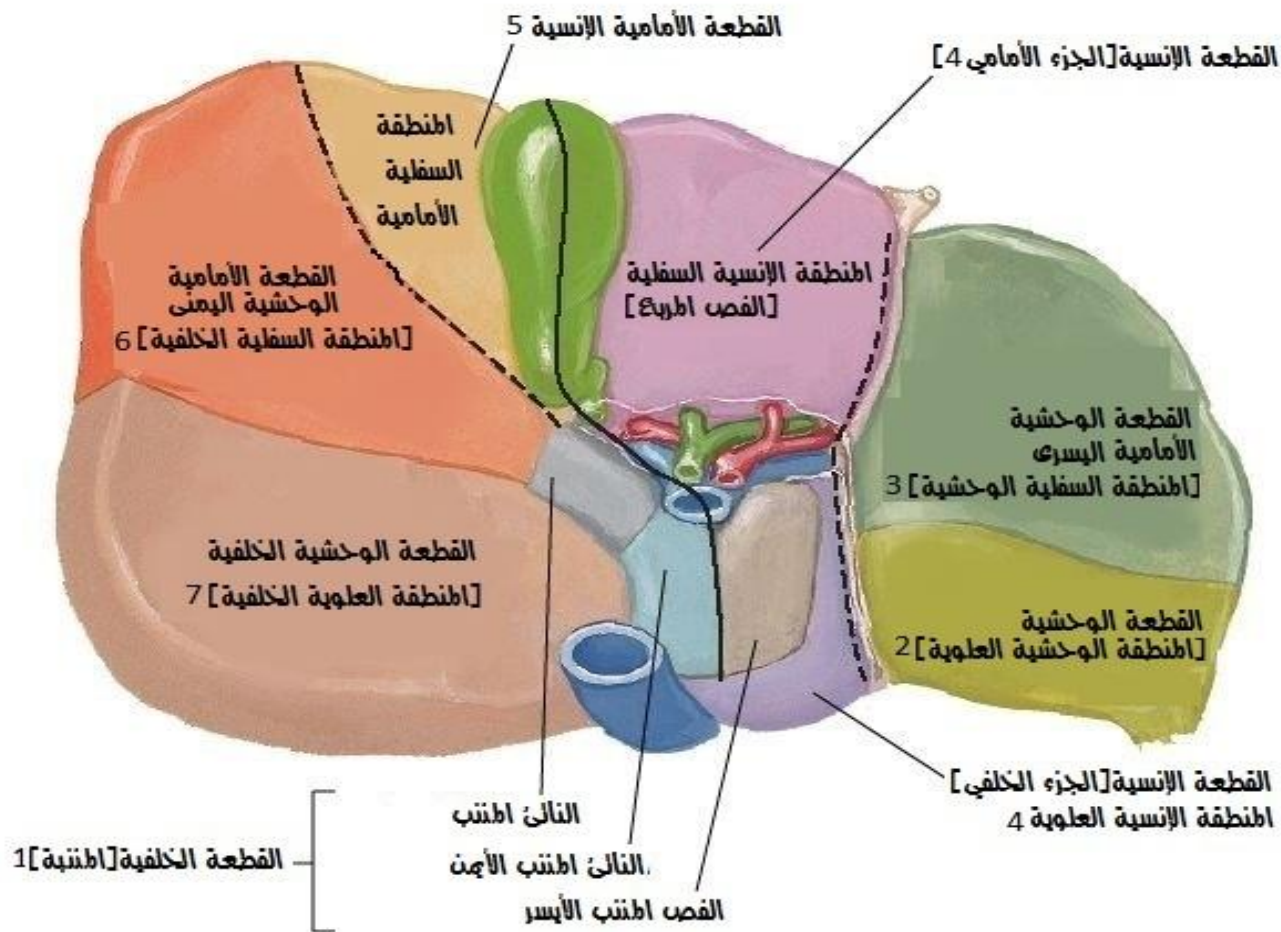 القطعة الأمامية الإنسية 5
القطعة الإنسية [الجزء الأمامي 4]
المنطقة
السفلية
الأمامية
المنطقة الإنسية السفلية
[الفص المربع]
القطعة الأمامية
الوحشية اليمنى
[المنطقة السفلية الخلفية] 6
القطعة الوحشية
الأمامية اليسرى
[المنطقة السفلية الوحشية] 3
القطعة الوحشية الخلفية
[المنطقة العلوية الخلفية] 7
القطعة الوحشية
[المنطقة الوحشية العلوية] 2
القطعة الإنسية [الجزء الخلفي]
المنطقة الإنسية العلوية 4
الناتئ المذنب
الناتئ المذنب الأيمن.
الفص المذنب الأيسر
القطعة الخلفية [المذنبة] 1